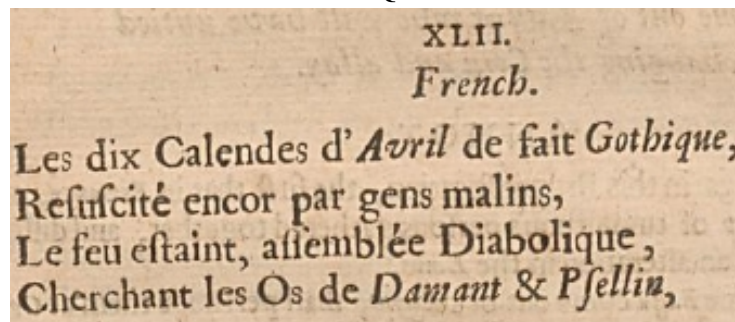 XLII.
French.
Les dix Calendes d'Avril de fait Gothique,
Reſuſcité encor par gens malins,
Le feu eſtaint, aſſemblée Diabolique,
Cherchant les Os de Damant & Pſellin,